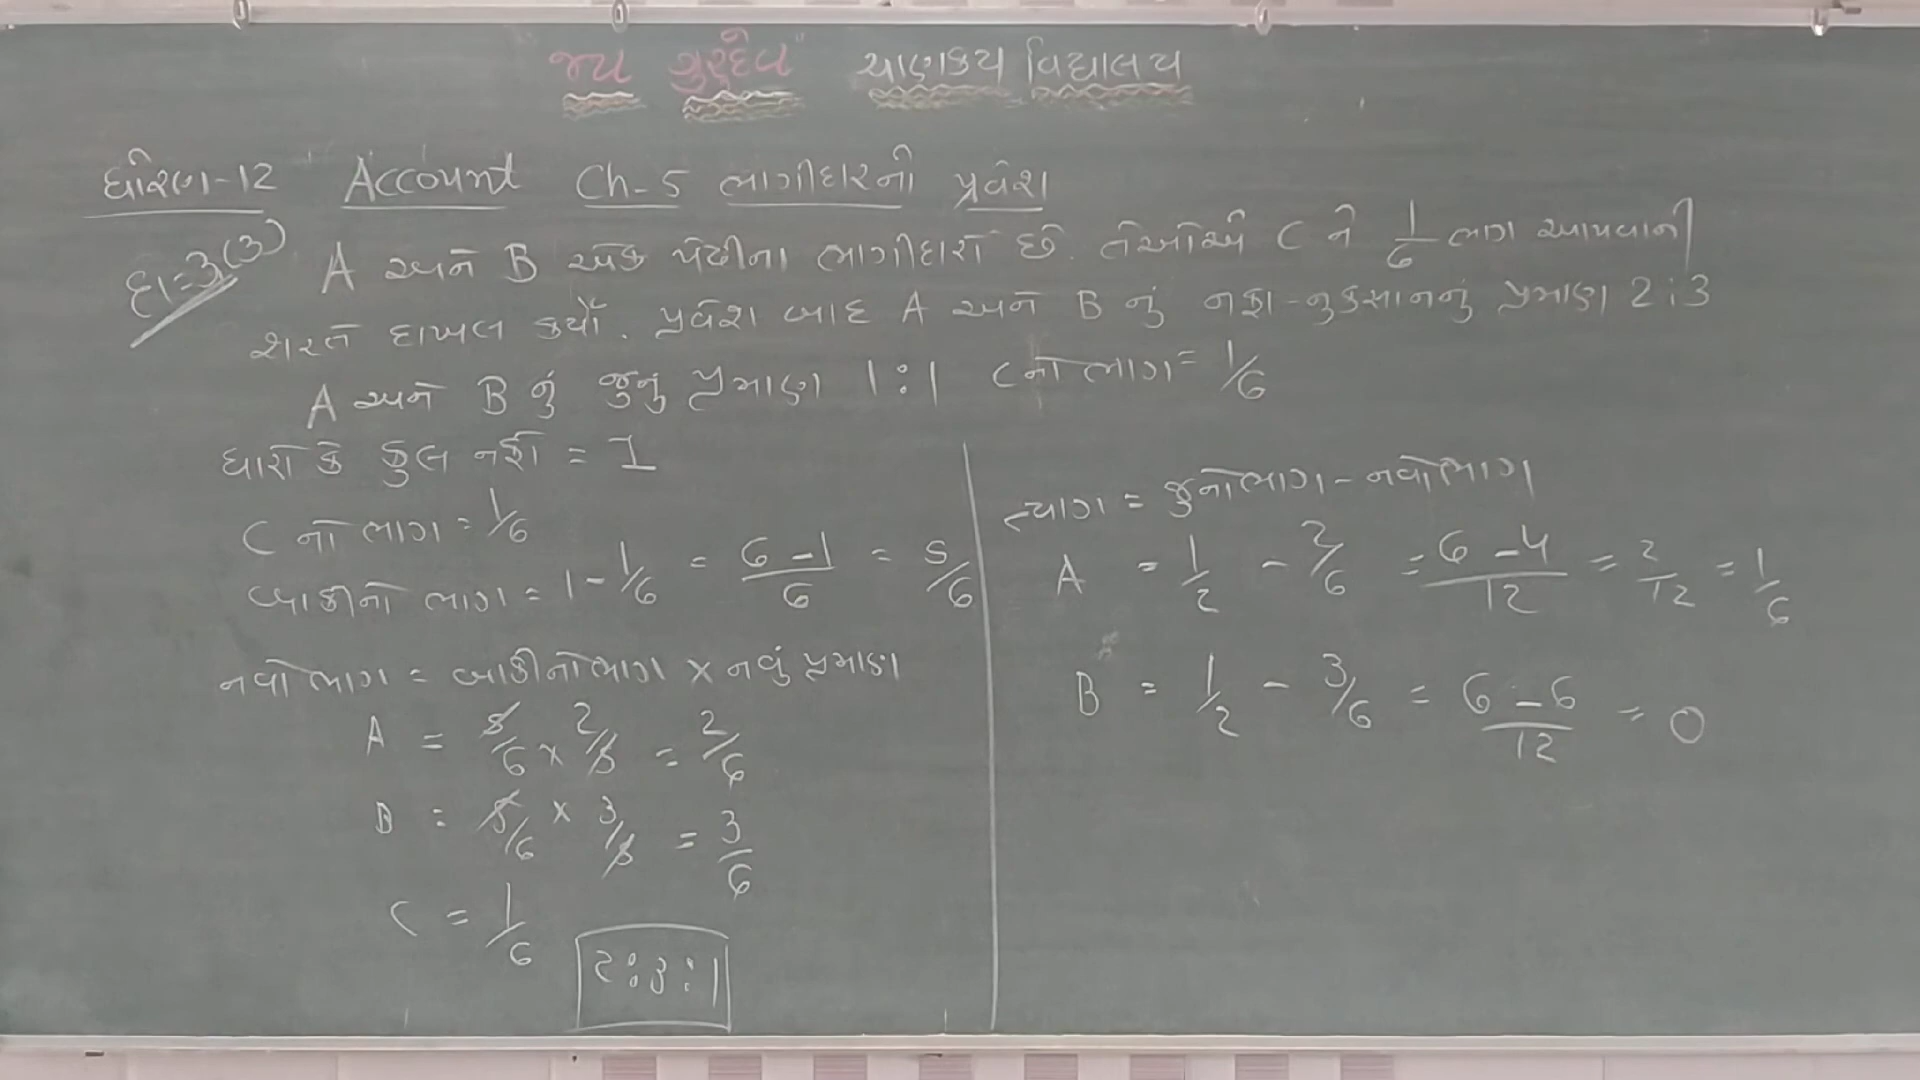 "જય ગુરુદેવ" ચાણક્ય વિદ્યાલય
ધોરણ-12 Account Ch-5 ભાગીદારનો પ્રવેશ
દા=3(3) A અને B એક પેઢીના ભાગીદારો છે. તેઓએ C ને 1/6 ભાગ આપવાની
શરતે દાખલ કર્યો. પ્રવેશ બાદ A અને B નું નફા-નુકસાનનું પ્રમાણ 2:3
A અને B નું જુનું પ્રમાણ 1:1 C નો ભાગ = 1/6
ધારો કે કુલ નફો = 1
C નો ભાગ = 1/6
બાકીનો ભાગ = 1 - 1/6 = 6-1/6 = 5/6
નવો ભાગ = બાકીનો ભાગ × નવું પ્રમાણ
A = 5/6 × 2/5 = 2/6
B = 5/6 × 3/5 = 3/6
C = 1/6
2:3:1
ત્યાગ = જુનો ભાગ - નવો ભાગ
A = 1/2 - 2/6 = 6-4/12 = 2/12 = 1/6
B = 1/2 - 3/6 = 6-6/12 = 0